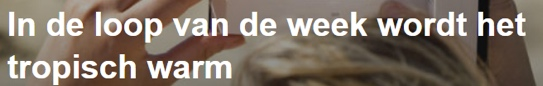 In de loop van de week wordt het
tropisch warm